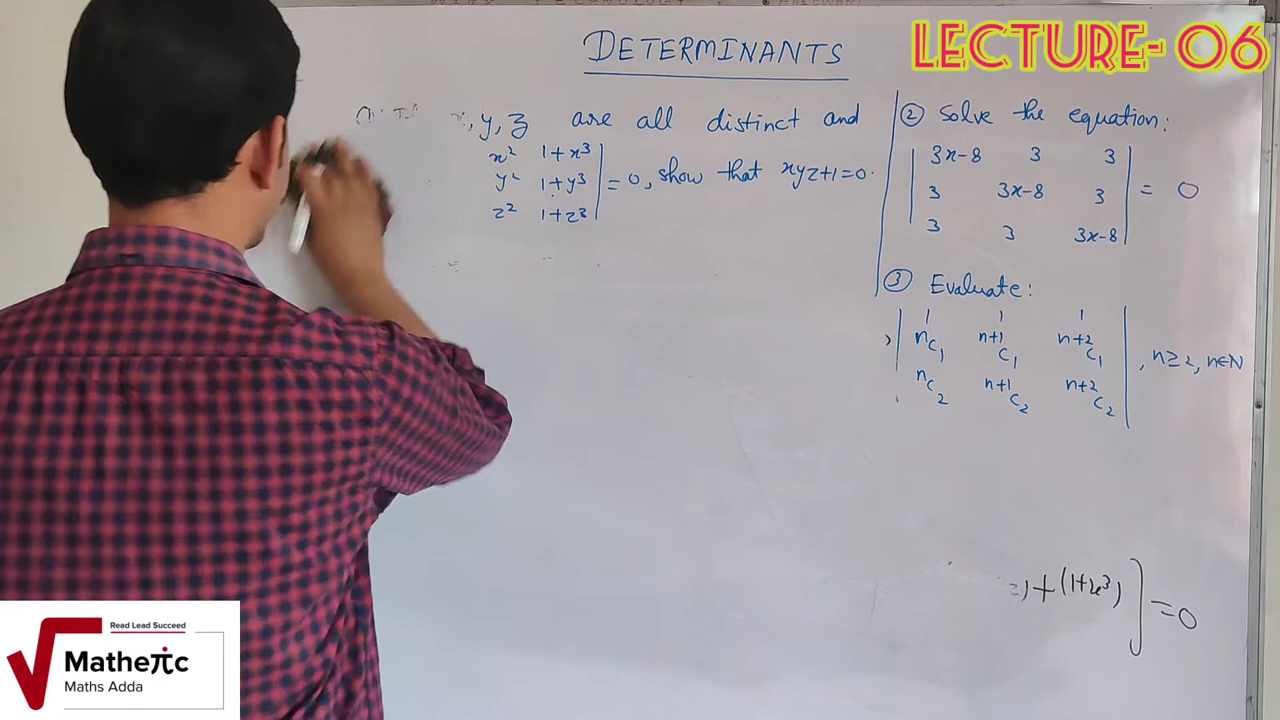 DETERMINANTS
LECTURE- 06
x, y, z are all distinct and
x² 1+x³
y² 1+y³ = 0, show that xyz+1=0.
z² 1+z³
② Solve the equation:
3x-8 3 3
3 3x-8 3 = 0
3 3 3x-8
③ Evaluate:
1 1 1
nC₁ n+1C₁ n+2C₁ , n≥2, n∈N
nC₂ n+1C₂ n+2C₂
+(1+x³)] =0
Read Lead Succeed
Matheπc
Maths Adda